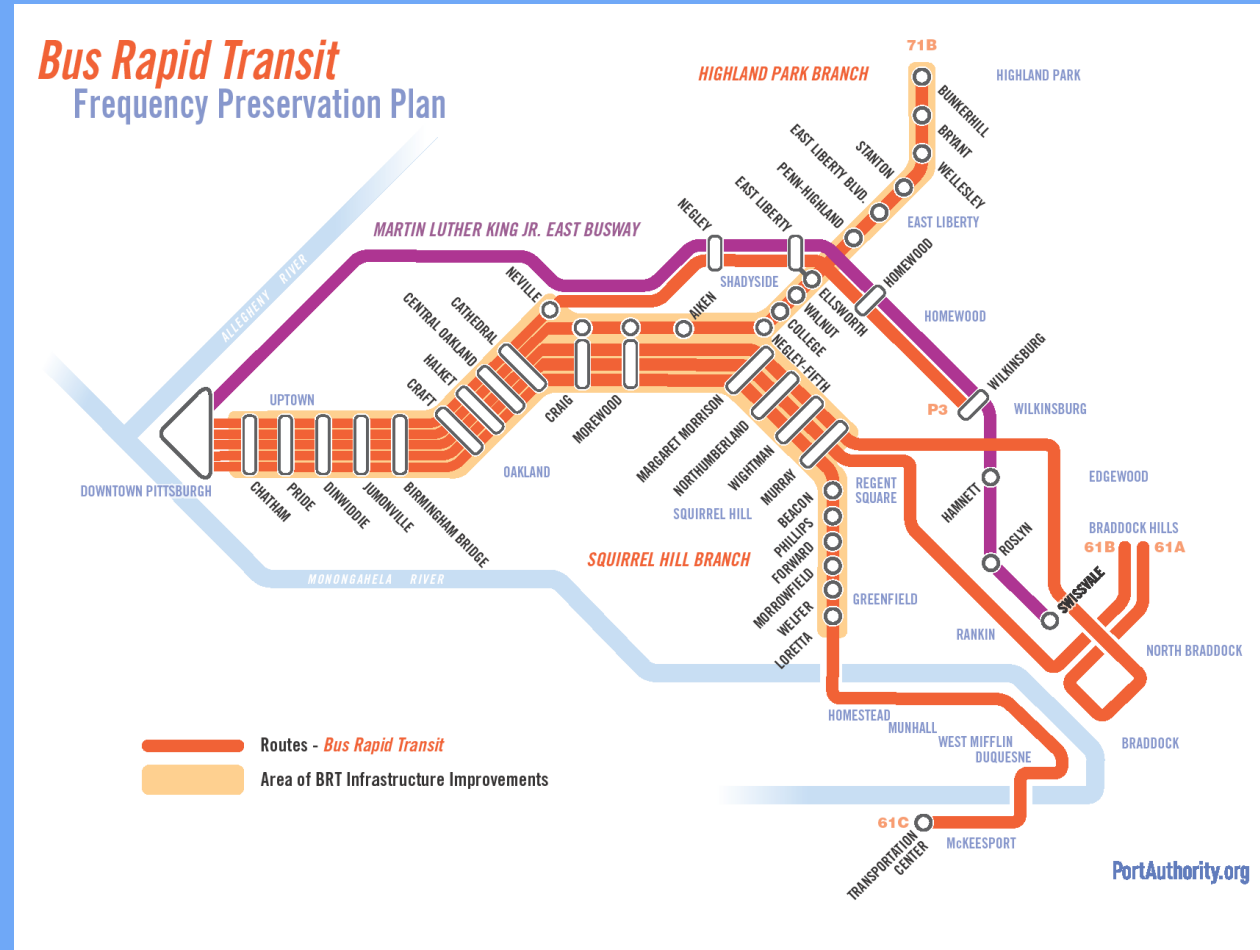 Bus Rapid Transit
Frequency Preservation Plan
71B
HIGHLAND PARK BRANCH
HIGHLAND PARK
BUNKERHILL
BRYANT
WELLESLEY
STANTON
EAST LIBERTY BLVD.
PENN-HIGHLAND
EAST LIBERTY
EAST LIBERTY
NEGLEY
MARTIN LUTHER KING JR. EAST BUSWAY
ALLEGHENY RIVER
HOMEWOOD
SHADYSIDE
ELLSWORTH
WALNUT
COLLEGE
NEGLEY-FIFTH
HOMEWOOD
NEVILLE
AIKEN
CATHEDRAL
CENTRAL OAKLAND
HALKET
CRAFT
CRAIG
MOREWOOD
WILKINSBURG
P3
WILKINSBURG
UPTOWN
DOWNTOWN PITTSBURGH
CHATHAM
PRIDE
DINWIDDIE
JUMONVILLE
BIRMINGHAM BRIDGE
OAKLAND
MARGARET MORRISON
NORTHUMBERLAND
WIGHTMAN
MURRAY
SQUIRREL HILL
REGENT
SQUARE
HAMNETT
EDGEWOOD
BEACON
PHILLIPS
FORWARD
MORROWFIELD
WELFER
LORETTA
SQUIRREL HILL BRANCH
BRADDOCK HILLS
61B
61A
ROSLYN
SWISSVALE
MONONGAHELA RIVER
GREENFIELD
RANKIN
NORTH BRADDOCK
HOMESTEAD
MUNHALL
WEST MIFFLIN
DUQUESNE
BRADDOCK
Routes - Bus Rapid Transit
Area of BRT Infrastructure Improvements
61C
TRANSPORTATION
CENTER
McKEESPORT
PortAuthority.org